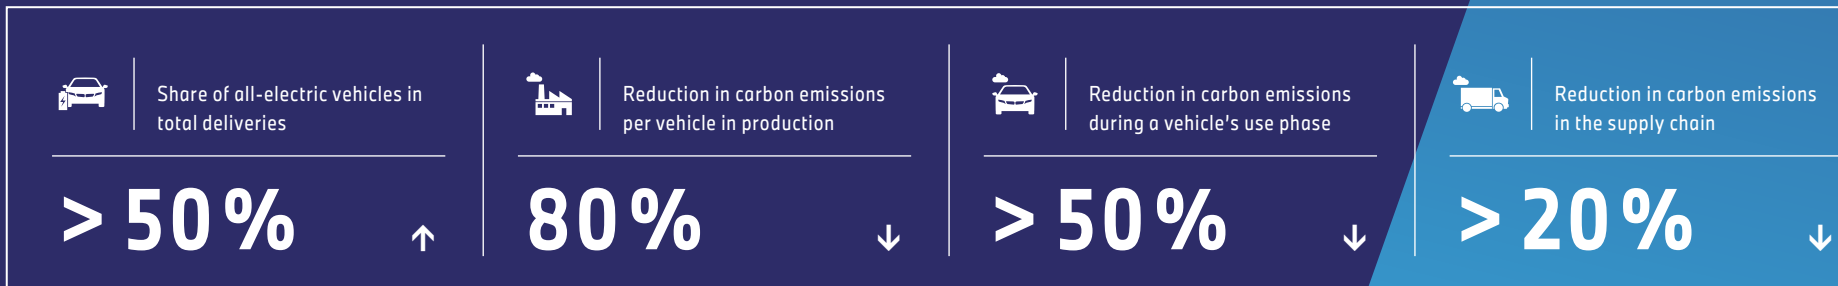 Share of all-electric vehicles in
total deliveries
> 50 %
Reduction in carbon emissions
per vehicle in production
80 %
Reduction in carbon emissions
during a vehicle's use phase
> 50 %
Reduction in carbon emissions
in the supply chain
> 20 %